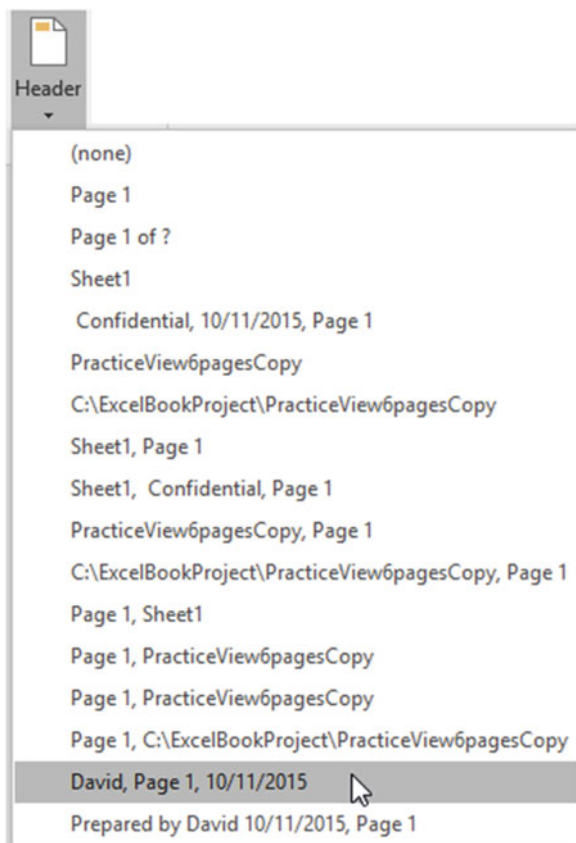 Header
(none)
Page 1
Page 1 of ?
Sheet1
Confidential, 10/11/2015, Page 1
PracticeView6pagesCopy
C:\ExcelBookProject\PracticeView6pagesCopy
Sheet1, Page 1
Sheet1,  Confidential, Page 1
PracticeView6pagesCopy, Page 1
C:\ExcelBookProject\PracticeView6pagesCopy, Page 1
Page 1, Sheet1
Page 1, PracticeView6pagesCopy
Page 1, PracticeView6pagesCopy
Page 1, C:\ExcelBookProject\PracticeView6pagesCopy
David, Page 1, 10/11/2015
Prepared by David 10/11/2015, Page 1